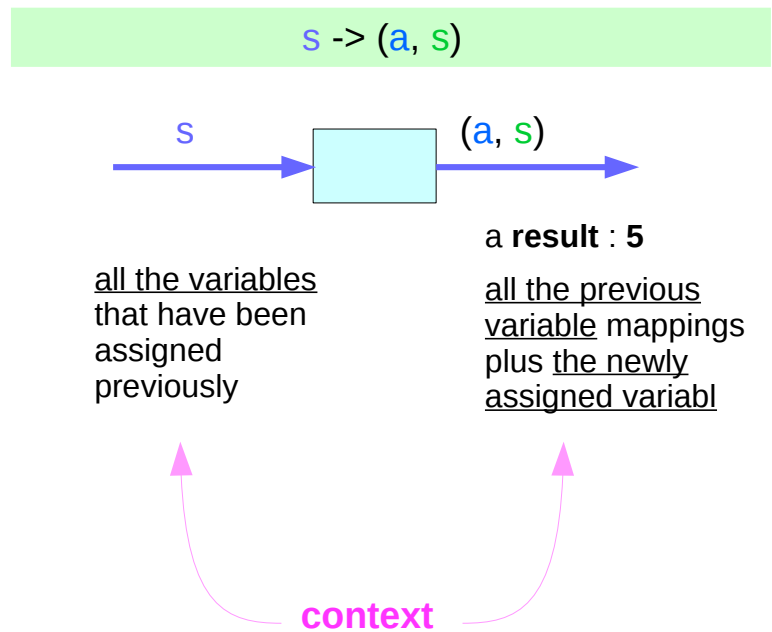 s -> (a, s)
s
(a, s)
a result : 5
all the variables
that have been
assigned
previously
all the previous
variable mappings
plus the newly
assigned variabl
context